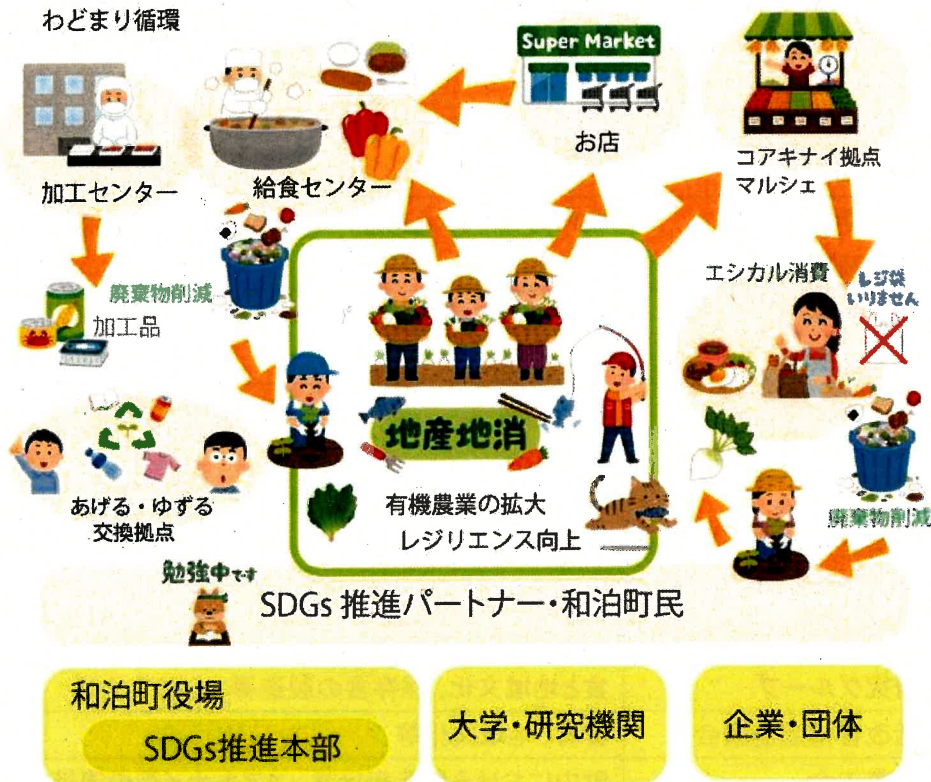 わどまり循環
Super Market
お店
コアキナイ拠点
マルシェ
加工センター
給食センター
エシカル消費
レジ袋
いりません
廃棄物削減
加工品
地産地消
あげる・ゆずる
交換拠点
有機農業の拡大
レジリエンス向上
廃棄物削減
勉強中です
SDGs 推進パートナー・和泊町民
和泊町役場
SDGs推進本部
大学・研究機関
企業・団体